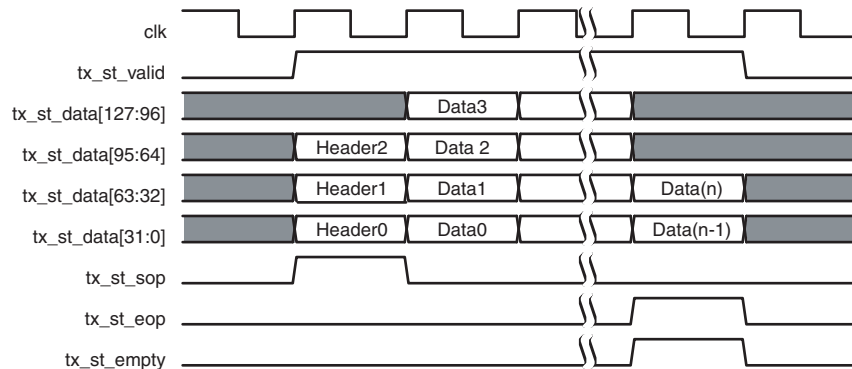 clk
tx_st_valid
tx_st_data[127:96] Data3
tx_st_data[95:64] Header2 Data 2
tx_st_data[63:32] Header1 Data1 Data(n)
tx_st_data[31:0] Header0 Data0 Data(n-1)
tx_st_sop
tx_st_eop
tx_st_empty